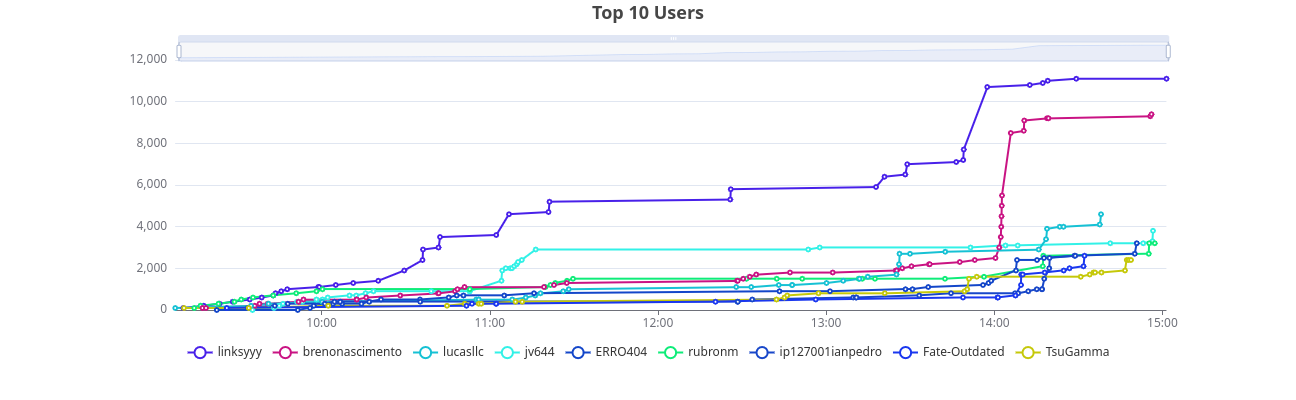 Top 10 Users
12,000
10,000
8,000
6,000
4,000
2,000
0
10:00 11:00 12:00 13:00 14:00 15:00
linksyyy brenonascimento lucasllc jv644 ERRO404 rubronm ip127001ianpedro Fate-Outdated TsuGamma